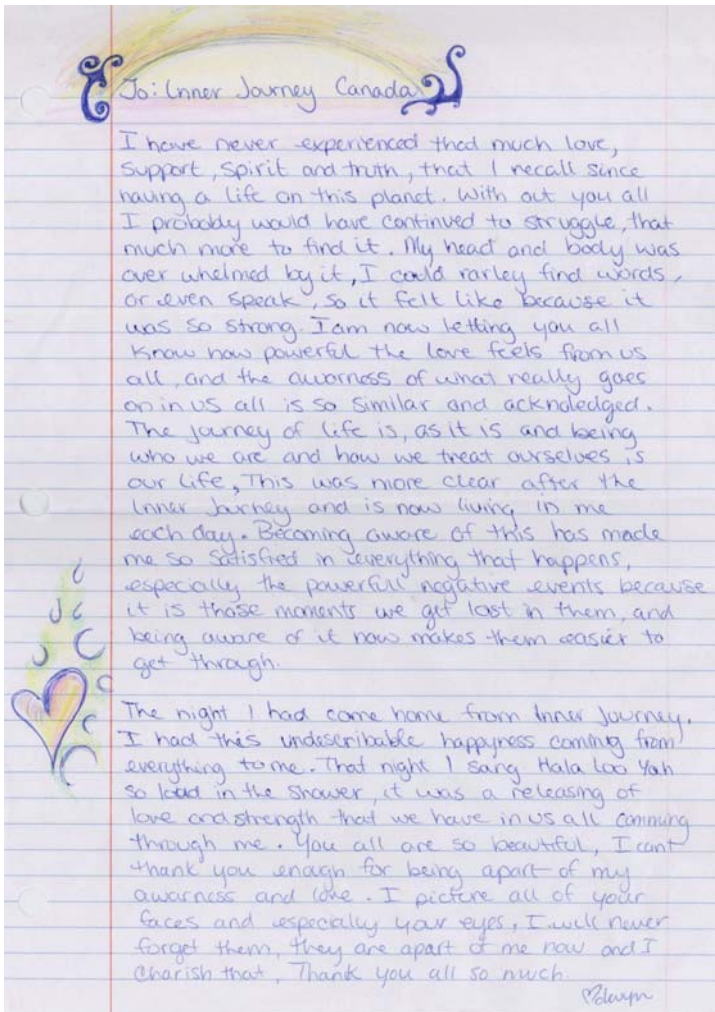 To: Inner Journey Canada
I have never experienced thad much love,
support, spirit and truth, that I recall since
having a life on this planet. With out you all
I probobly would have continued to struggle, that
much more to find it. My head and body was
over whelmed by it, I could rarley find words,
or even speak, so it felt like because it
was so strong. I am now letting you all
know how powerful the love feels from us
all, and the aworness of what really goes
on in us all is so similar and acknoledged.
The journey of life is, as it is and being
who we are and how we treat ourselves is
our life, This was more clear after the
Inner Journey and is now living in me
each day. Becoming aware of this has made
me so satisfied in everything that happens,
especially the powerfull negative events because
it is those moments we get lost in them, and
being aware of it now makes them easier to
get through.
The night I had come home from Inner Journey.
I had this undescribable happyness coming from
everything to me. That night I sang Hala Loo Yah
so load in the shower, it was a releasing of
love and strength that we have in us all comming
through me. You all are so beautiful, I cant
thank you enough for being apart of my
awarness and love. I picture all of your
faces and especially your eyes, I will never
forget them, they are apart of me now and I
charish that, Thank you all so much.